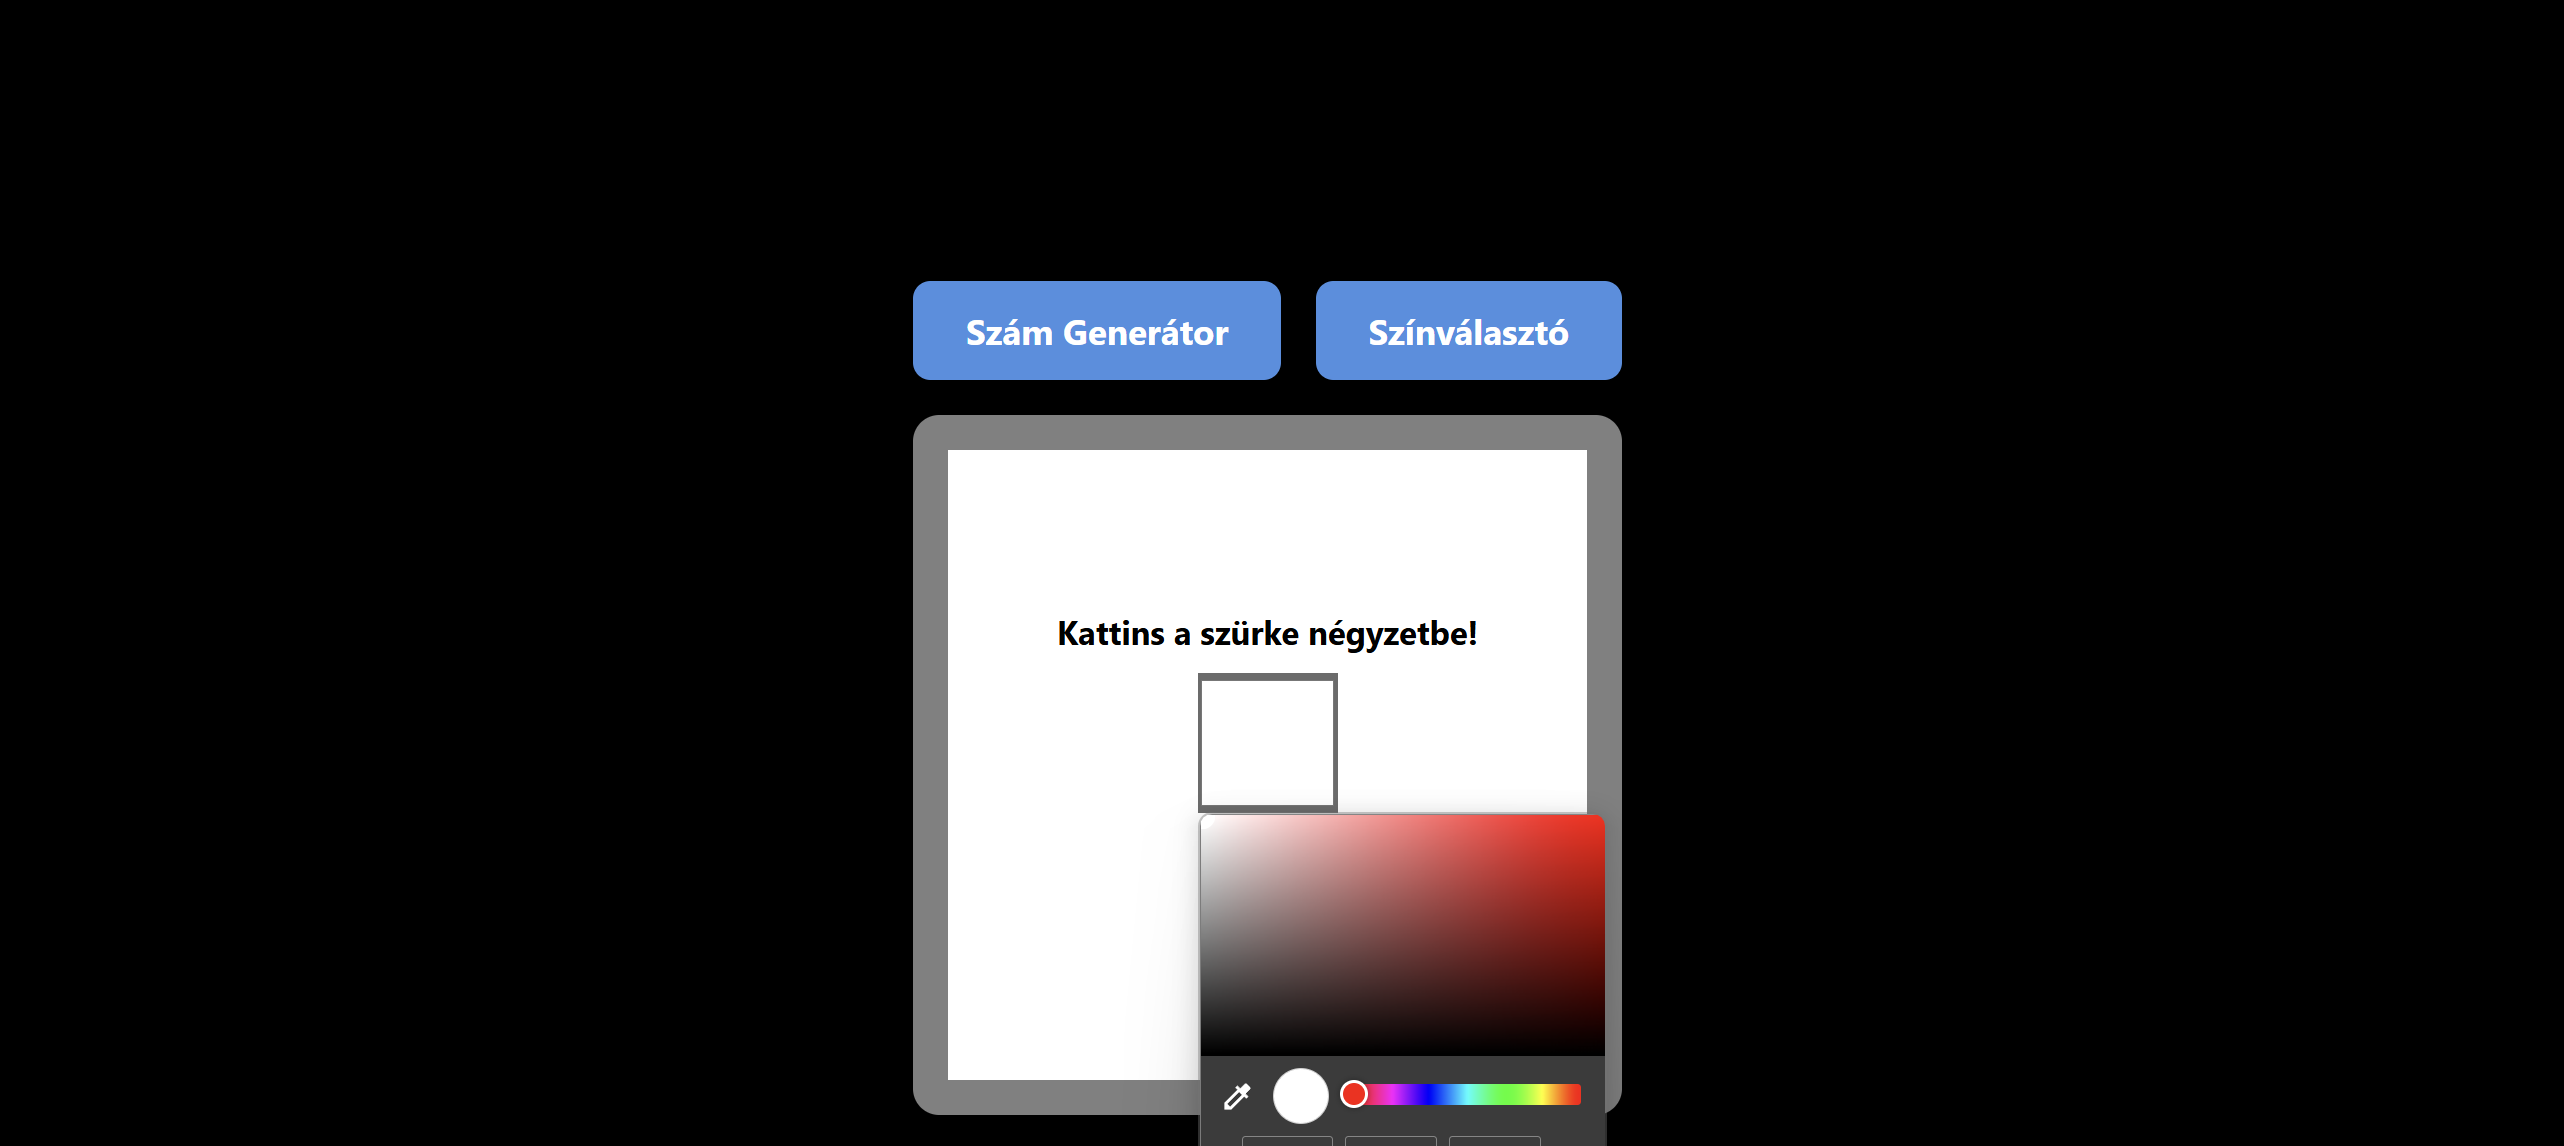 Szám Generátor
Színválasztó
Kattins a szürke négyzetbe!